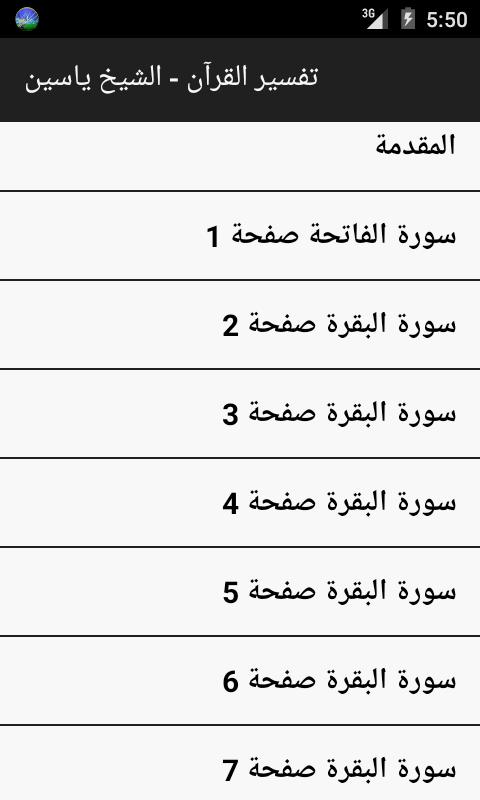 3G 5:50
تفسير القرآن - الشيخ ياسين
المقدمة
سورة الفاتحة صفحة 1
سورة البقرة صفحة 2
سورة البقرة صفحة 3
سورة البقرة صفحة 4
سورة البقرة صفحة 5
سورة البقرة صفحة 6
سورة البقرة صفحة 7